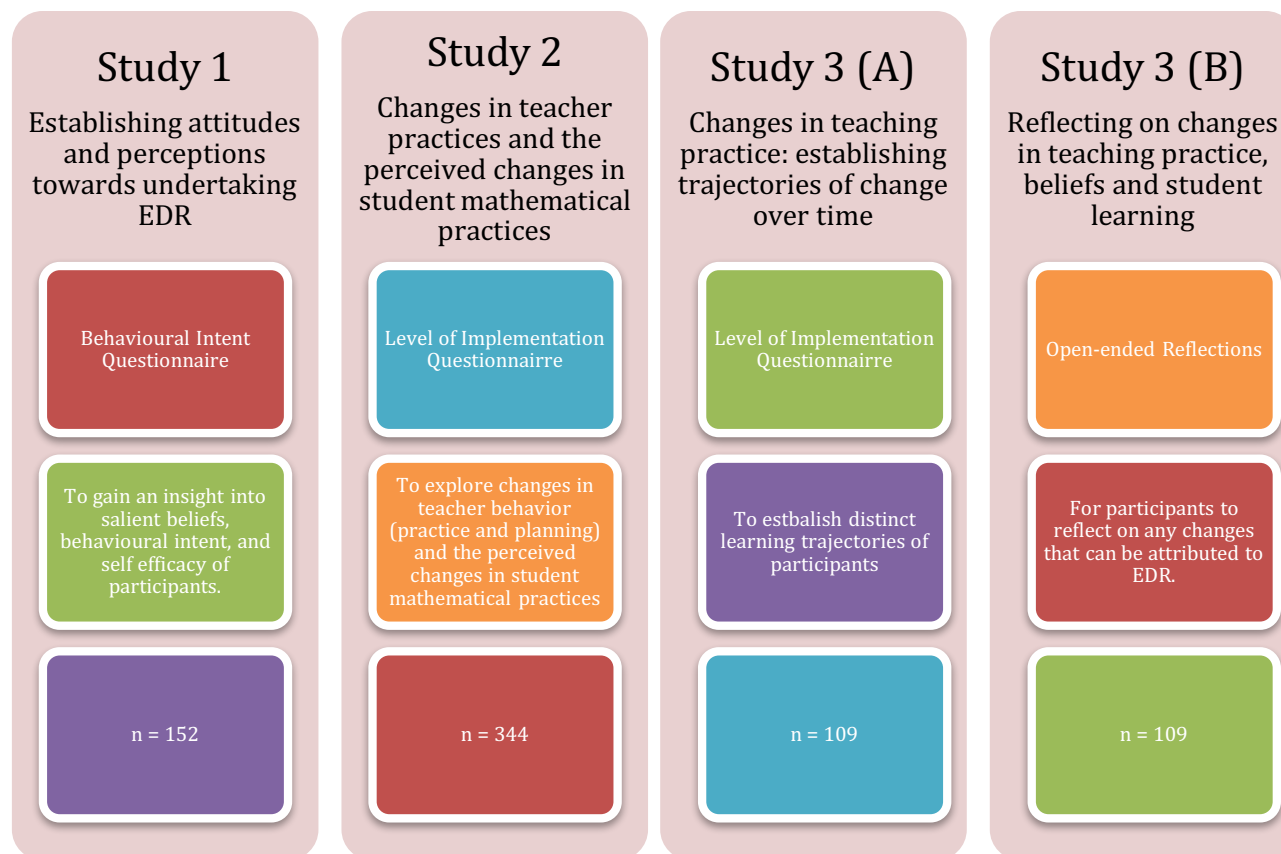 Study 1
Establishing attitudes
and perceptions
towards undertaking
EDR
Behavioural Intent
Questionnaire
To gain an insight into
salient beliefs,
behavioural intent, and
self efficacy of
participants.
n = 152
Study 2
Changes in teacher
practices and the
perceived changes in
student mathematical
practices
Level of Implementation
Questionnairre
To explore changes in
teacher behavior
(practice and planning)
and the perceived
changes in student
mathematical practices
n = 344
Study 3 (A)
Changes in teaching
practice: establishing
trajectories of change
over time
Level of Implementation
Questionnairre
To estbalish distinct
learning trajectories of
participants
n = 109
Study 3 (B)
Reflecting on changes
in teaching practice,
beliefs and student
learning
Open-ended Reflections
For participants to
reflect on any changes
that can be attributed to
EDR.
n = 109